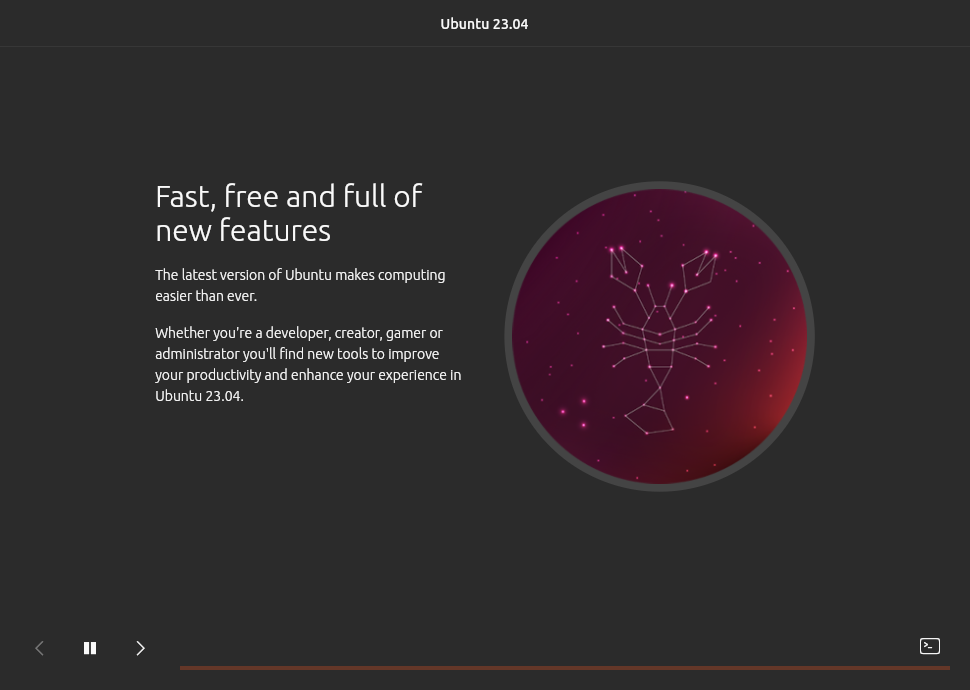 Ubuntu 23.04
Fast, free and full of
new features
The latest version of Ubuntu makes computing
easier than ever.
Whether you're a developer, creator, gamer or
administrator you'll find new tools to improve
your productivity and enhance your experience in
Ubuntu 23.04.